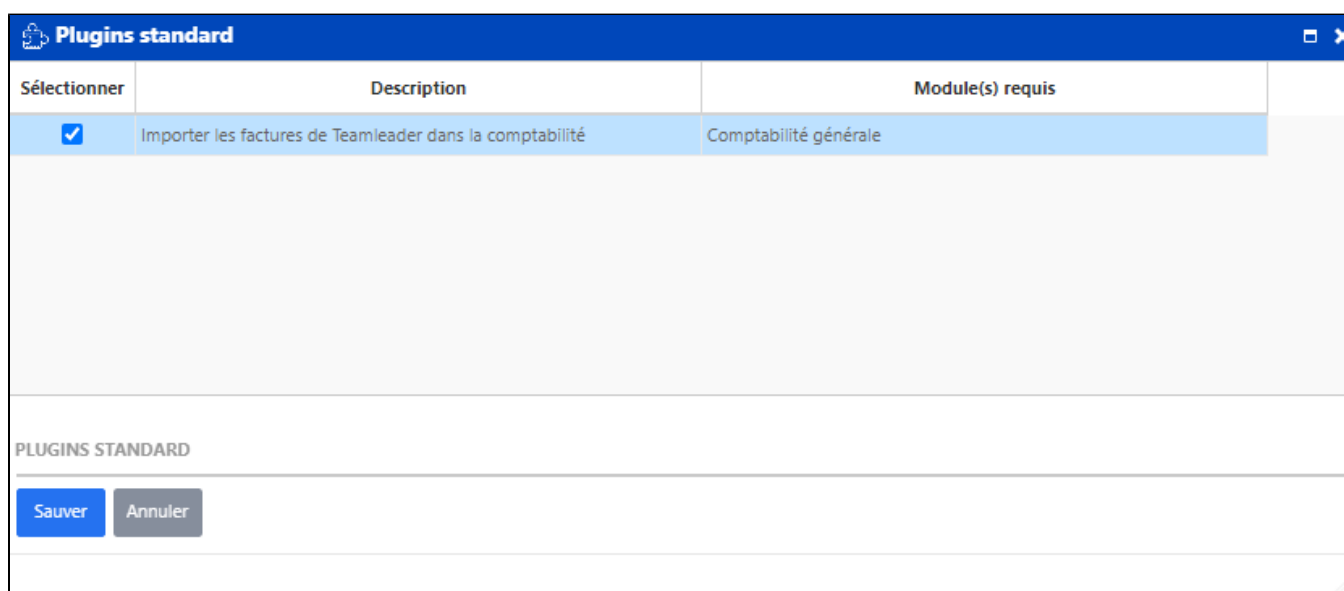 Plugins standard
Sélectionner Description Module(s) requis
Importer les factures de Teamleader dans la comptabilité Comptabilité générale
PLUGINS STANDARD
Sauver Annuler